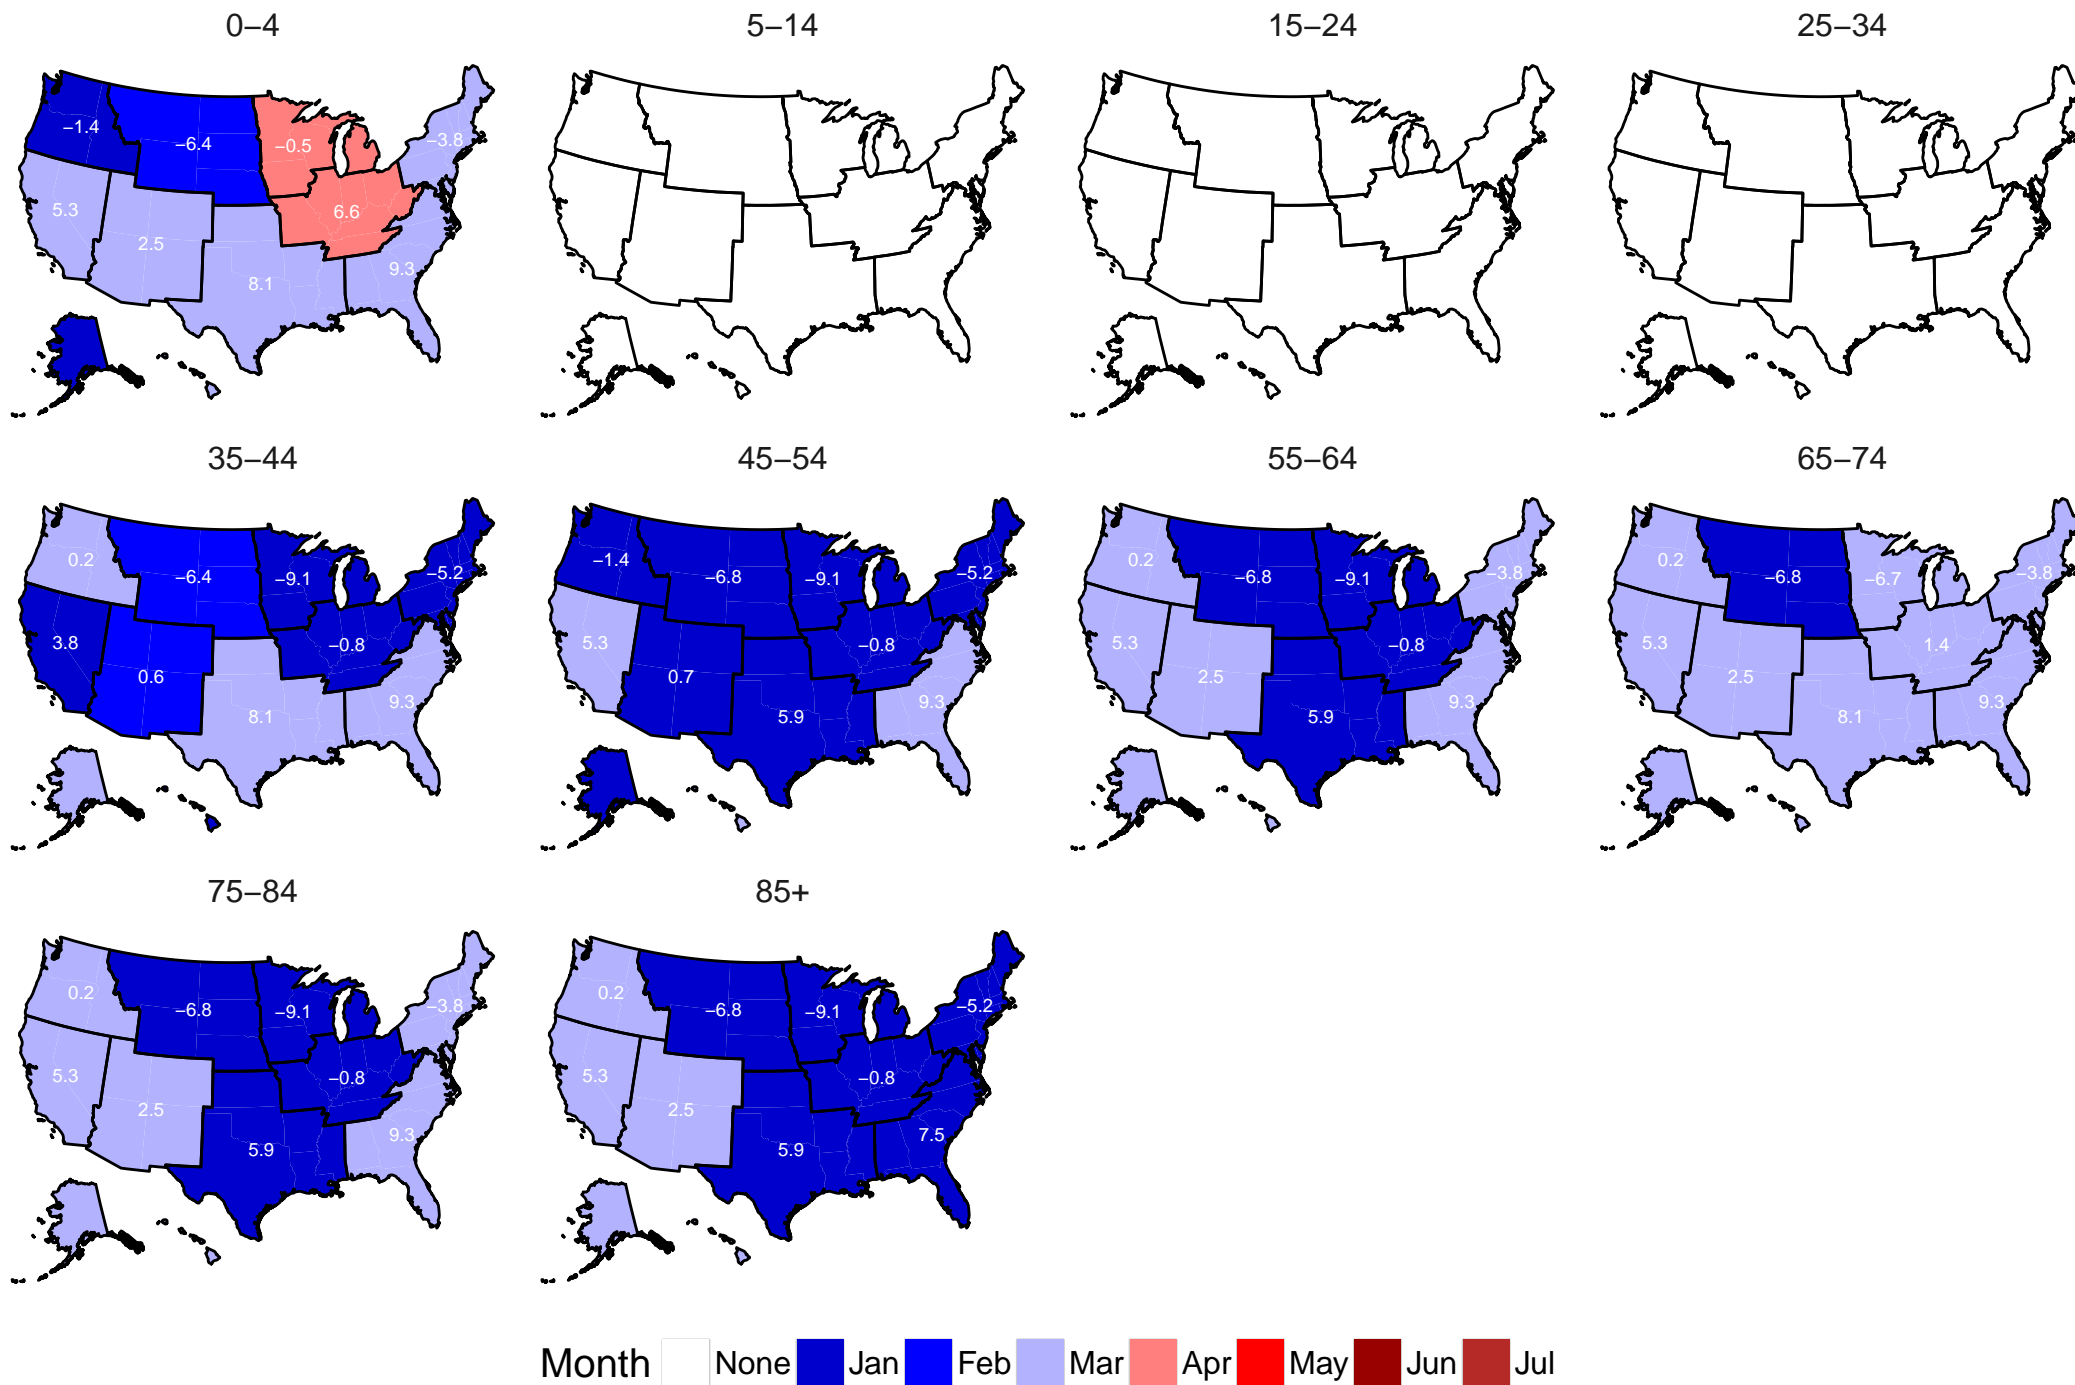 0–4 5–14 15–24 25–34
−1.4 −6.4 −0.5 −3.8
5.3 2.5 6.6
8.1 9.3
35–44 45–54 55–64 65–74
0.2 −6.4 −9.1 −5.2 −1.4 −6.8 −9.1 −5.2 0.2 −6.8 −9.1 −3.8 0.2 −6.8 −6.7 −3.8
3.8 0.6 −0.8 5.3 0.7 −0.8 5.3 2.5 −0.8 5.3 2.5 1.4
8.1 9.3 5.9 9.3 5.9 9.3 8.1 9.3
75–84 85+
0.2 −6.8 −9.1 −3.8 0.2 −6.8 −9.1 −5.2
5.3 2.5 −0.8 5.3 2.5 −0.8
5.9 9.3 5.9 7.5
Month None Jan Feb Mar Apr May Jun Jul